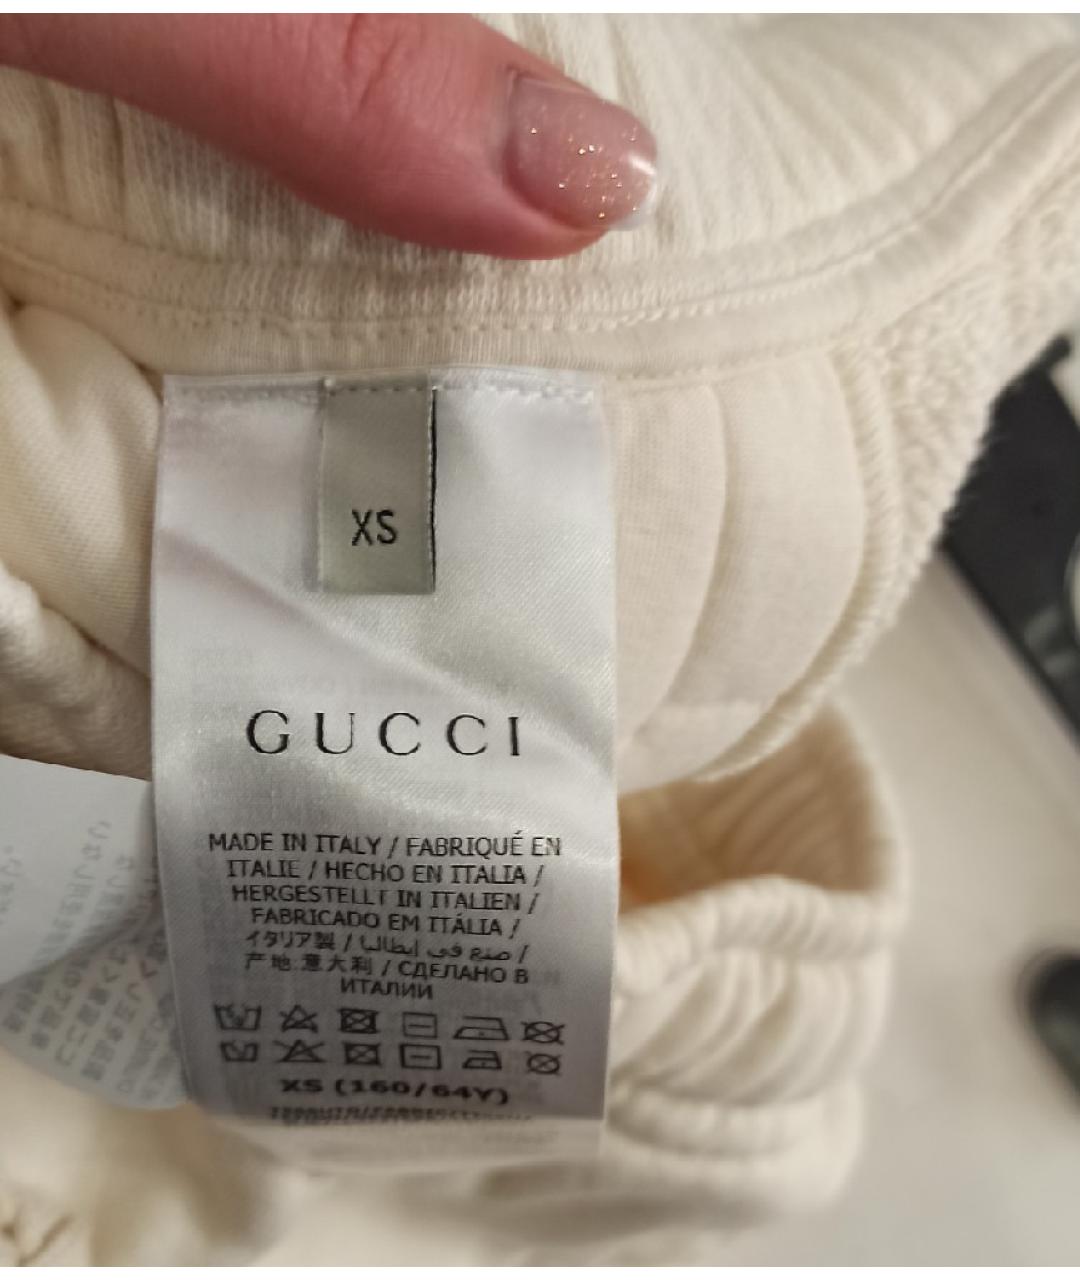 XS
GUCCI
MADE IN ITALY / FABRIQUÉ EN
ITALIE / HECHO EN ITALIA /
HERGESTELLT IN ITALIEN /
FABRICADO EM ITÁLIA /
イタリア製 / صنع في إيطاليا /
产地:意大利 / СДЕЛАНО В
ИТАЛИИ
XS (160/64Y)